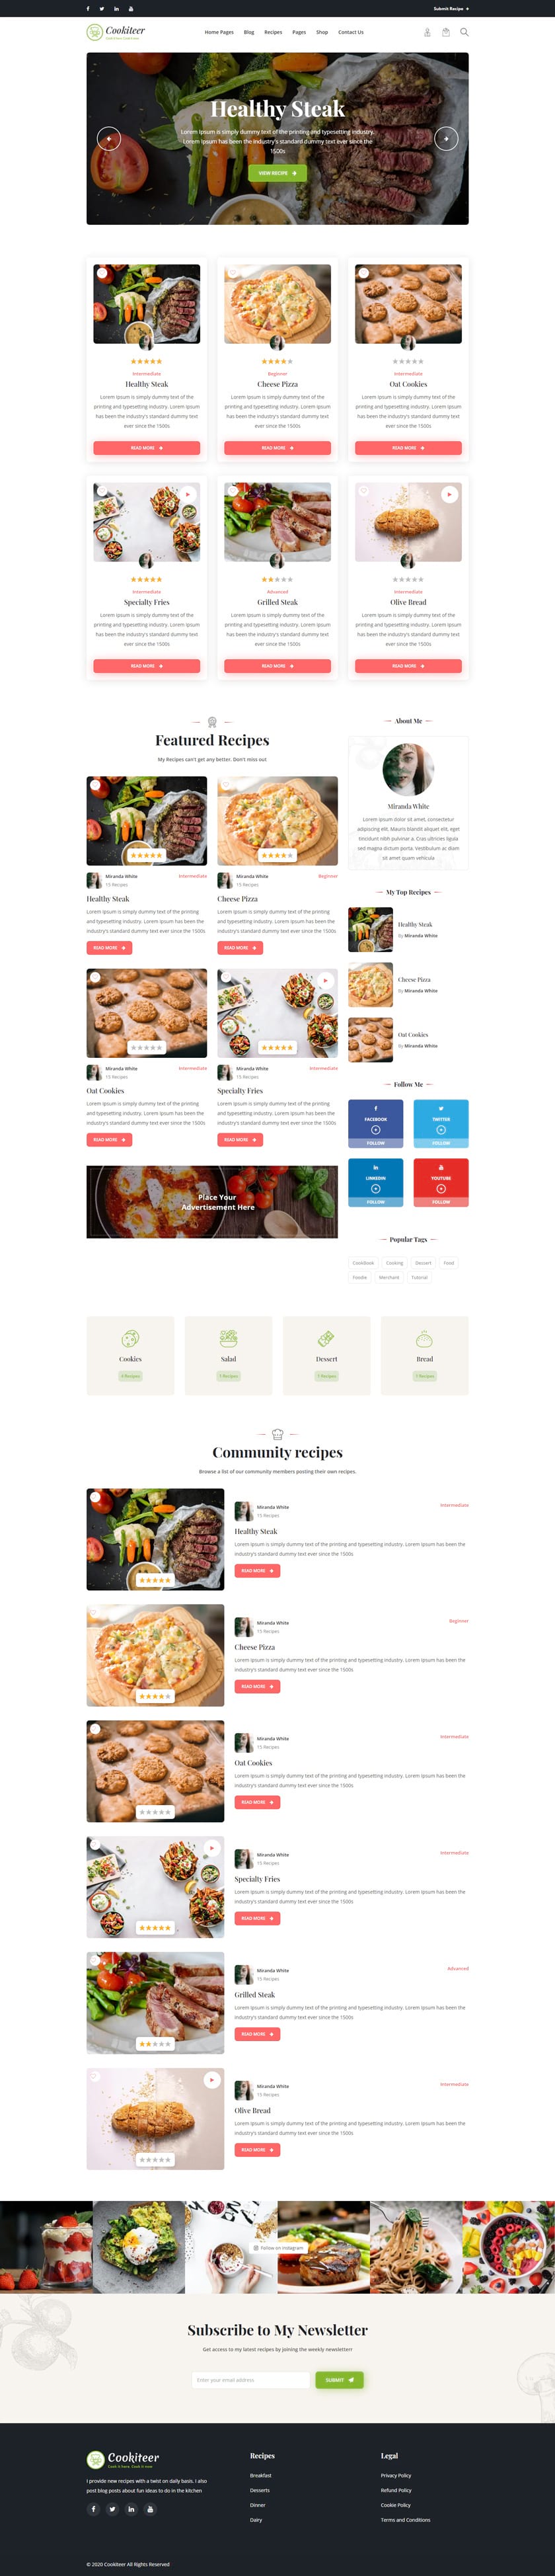 Submit Recipe
Cookiteer
Home Pages
Blog
Recipes
Pages
Shop
Contact Us
Healthy Steak
Lorem Ipsum is simply dummy text of the printing and typesetting industry.
Lorem Ipsum has been the industry's standard dummy text ever since the
1500s
VIEW RECIPE
Intermediate
Healthy Steak
Lorem Ipsum is simply dummy text of the
printing and typesetting industry. Lorem Ipsum
has been the industry's standard dummy text
ever since the 1500s
READ MORE
Beginner
Cheese Pizza
Lorem Ipsum is simply dummy text of the
printing and typesetting industry. Lorem Ipsum
has been the industry's standard dummy text
ever since the 1500s
READ MORE
Intermediate
Oat Cookies
Lorem Ipsum is simply dummy text of the
printing and typesetting industry. Lorem Ipsum
has been the industry's standard dummy text
ever since the 1500s
READ MORE
Intermediate
Specialty Fries
Lorem Ipsum is simply dummy text of the
printing and typesetting industry. Lorem Ipsum
has been the industry's standard dummy text
ever since the 1500s
READ MORE
Advanced
Grilled Steak
Lorem Ipsum is simply dummy text of the
printing and typesetting industry. Lorem Ipsum
has been the industry's standard dummy text
ever since the 1500s
READ MORE
Intermediate
Olive Bread
Lorem Ipsum is simply dummy text of the
printing and typesetting industry. Lorem Ipsum
has been the industry's standard dummy text
ever since the 1500s
READ MORE
Featured Recipes
My Recipes can't get any better. Don't miss out
Miranda White
15 Recipes
Intermediate
Healthy Steak
Lorem Ipsum is simply dummy text of the printing
and typesetting industry. Lorem Ipsum has been the
industry's standard dummy text ever since the 1500s
READ MORE
Miranda White
15 Recipes
Beginner
Cheese Pizza
Lorem Ipsum is simply dummy text of the printing
and typesetting industry. Lorem Ipsum has been the
industry's standard dummy text ever since the 1500s
READ MORE
Miranda White
15 Recipes
Intermediate
Oat Cookies
Lorem Ipsum is simply dummy text of the printing
and typesetting industry. Lorem Ipsum has been the
industry's standard dummy text ever since the 1500s
READ MORE
Miranda White
15 Recipes
Intermediate
Specialty Fries
Lorem Ipsum is simply dummy text of the printing
and typesetting industry. Lorem Ipsum has been the
industry's standard dummy text ever since the 1500s
READ MORE
Place Your
Advertisement Here
About Me
Miranda White
Lorem ipsum dolor sit amet, consectetur
adipiscing elit. Mauris blandit aliquet elit, eget
tincidunt nibh pulvinar a. Cras ultricies ligula
sed magna dictum porta. Vestibulum ac diam
sit amet quam vehicula
My Top Recipes
Healthy Steak
By Miranda White
Cheese Pizza
By Miranda White
Oat Cookies
By Miranda White
Follow Me
FACEBOOK
FOLLOW
TWITTER
FOLLOW
LINKEDIN
FOLLOW
YOUTUBE
FOLLOW
Popular Tags
CookBook
Cooking
Dessert
Food
Foodie
Merchant
Tutorial
Cookies
Salad
Dessert
Bread
Community recipes
Browse a list of our community members posting their own recipes.
Miranda White
15 Recipes
Intermediate
Healthy Steak
Lorem Ipsum is simply dummy text of the printing and typesetting industry. Lorem Ipsum has been the
industry's standard dummy text ever since the 1500s
READ MORE
Miranda White
15 Recipes
Beginner
Cheese Pizza
Lorem Ipsum is simply dummy text of the printing and typesetting industry. Lorem Ipsum has been the
industry's standard dummy text ever since the 1500s
READ MORE
Miranda White
15 Recipes
Intermediate
Oat Cookies
Lorem Ipsum is simply dummy text of the printing and typesetting industry. Lorem Ipsum has been the
industry's standard dummy text ever since the 1500s
READ MORE
Miranda White
15 Recipes
Intermediate
Specialty Fries
Lorem Ipsum is simply dummy text of the printing and typesetting industry. Lorem Ipsum has been the
industry's standard dummy text ever since the 1500s
READ MORE
Miranda White
15 Recipes
Advanced
Grilled Steak
Lorem Ipsum is simply dummy text of the printing and typesetting industry. Lorem Ipsum has been the
industry's standard dummy text ever since the 1500s
READ MORE
Miranda White
15 Recipes
Intermediate
Olive Bread
Lorem Ipsum is simply dummy text of the printing and typesetting industry. Lorem Ipsum has been the
industry's standard dummy text ever since the 1500s
READ MORE
Follow on Instagram
Subscribe to My Newsletter
Get access to my latest recipes by joining the weekly newsletterr
Enter your email address
SUBMIT
Cookiteer
I provide new recipes with a twist on daily basis. I also
post blog posts about fun ideas to do in the kitchen
Recipes
Breakfast
Desserts
Dinner
Dairy
Legal
Privacy Policy
Refund Policy
Cookie Policy
Terms and Conditions
© 2020 Cookiteer All Rights Reserved